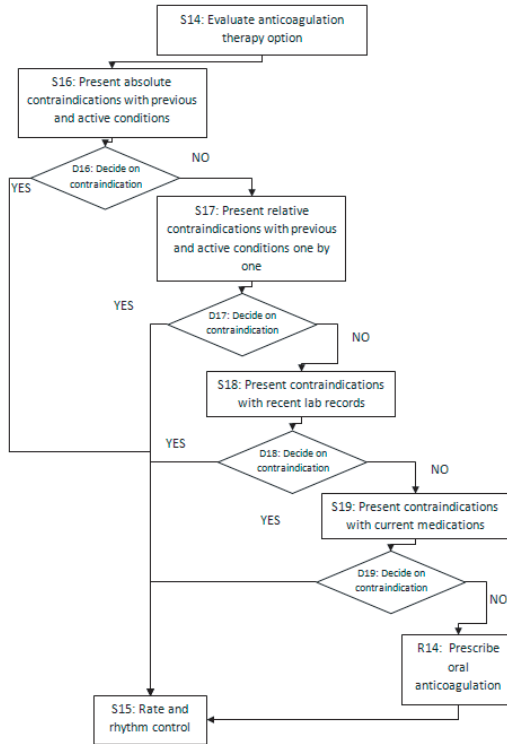 S14: Evaluate anticoagulation
therapy option
S16: Present absolute
contraindications with previous
and active conditions
D16: Decide on
contraindication
NO
YES
S17: Present relative
contraindications with previous
and active conditions one by
one
YES
D17: Decide on
contraindication
NO
S18: Present contraindications
with recent lab records
YES
D18: Decide on
contraindication
NO
S19: Present contraindications
with current medications
YES
D19: Decide on
contraindication
NO
R14: Prescribe
oral
anticoagulation
S15: Rate and
rhythm control